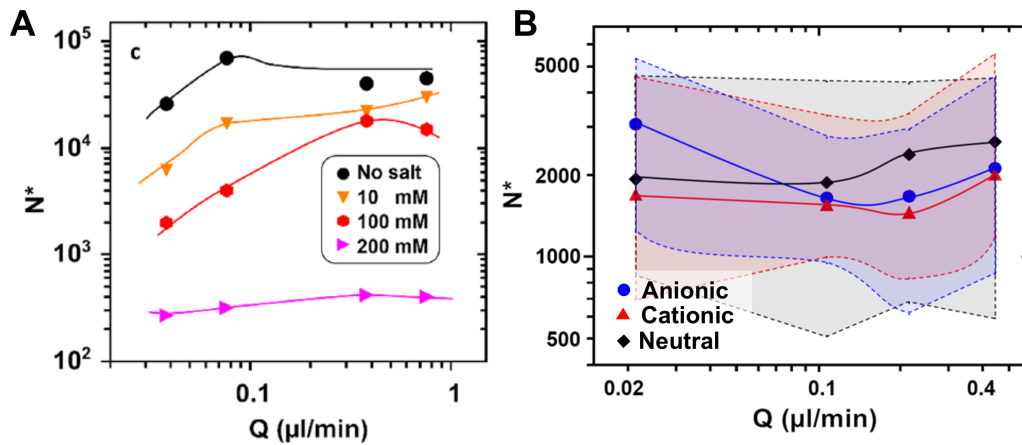 A
c
10⁵
10⁴
10³
10²
N*
No salt
10 mM
100 mM
200 mM
0.1
1
Q (µl/min)
B
5000
2000
1000
500
N*
Anionic
Cationic
Neutral
0.02
0.1
0.4
Q (µl/min)